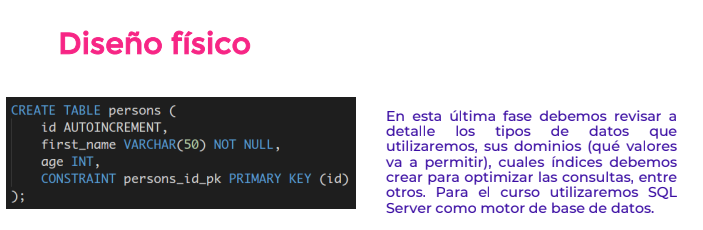 Diseño físico
CREATE TABLE persons (
    id AUTOINCREMENT,
    first_name VARCHAR(50) NOT NULL,
    age INT,
    CONSTRAINT persons_id_pk PRIMARY KEY (id)
);
En esta última fase debemos revisar a
detalle los tipos de datos que
utilizaremos, sus dominios (qué valores
va a permitir), cuales índices debemos
crear para optimizar las consultas, entre
otros. Para el curso utilizaremos SQL
Server como motor de base de datos.